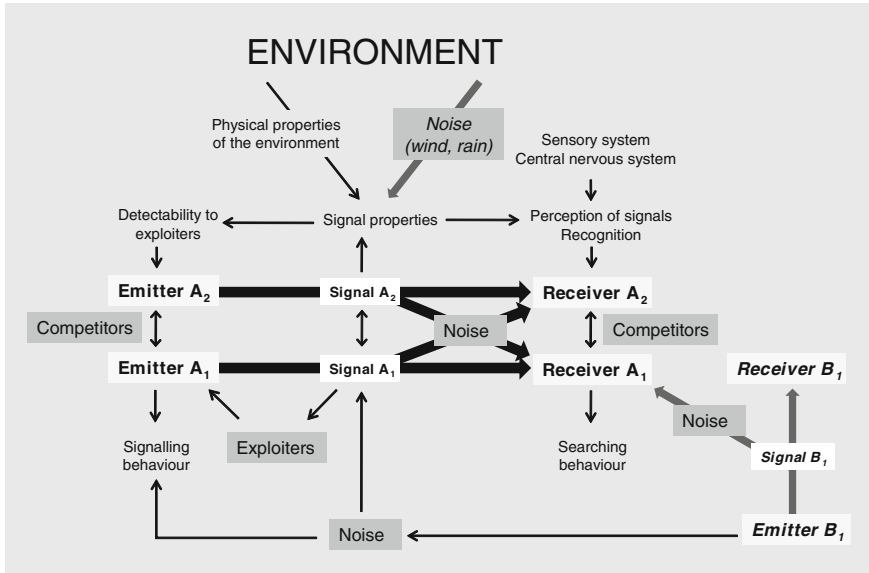 ENVIRONMENT
Physical properties
of the environment
Noise
(wind, rain)
Sensory system
Central nervous system
Detectability to
exploiters
Signal properties
Perception of signals
Recognition
Emitter A2
Signal A2
Receiver A2
Competitors
Noise
Competitors
Emitter A1
Signal A1
Receiver A1
Receiver B1
Noise
Signalling
behaviour
Exploiters
Searching
behaviour
Signal B1
Noise
Emitter B1